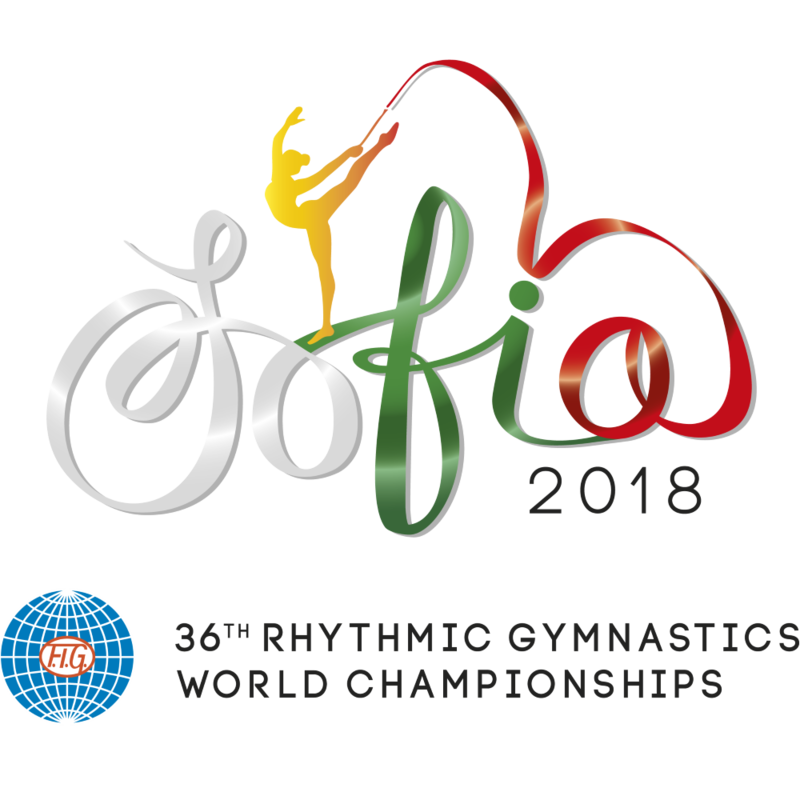 Sofia
2018
F.I.G.
36TH RHYTHMIC GYMNASTICS
WORLD CHAMPIONSHIPS